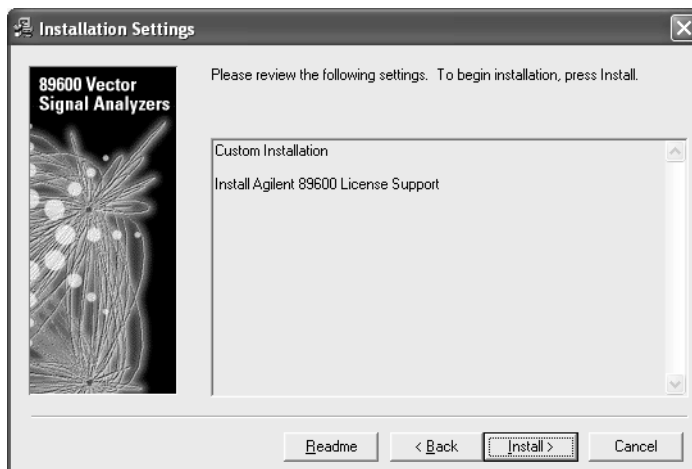 Installation Settings
89600 Vector
Signal Analyzers
Please review the following settings.  To begin installation, press Install.
Custom Installation
Install Agilent 89600 License Support
Readme
< Back
Install >
Cancel